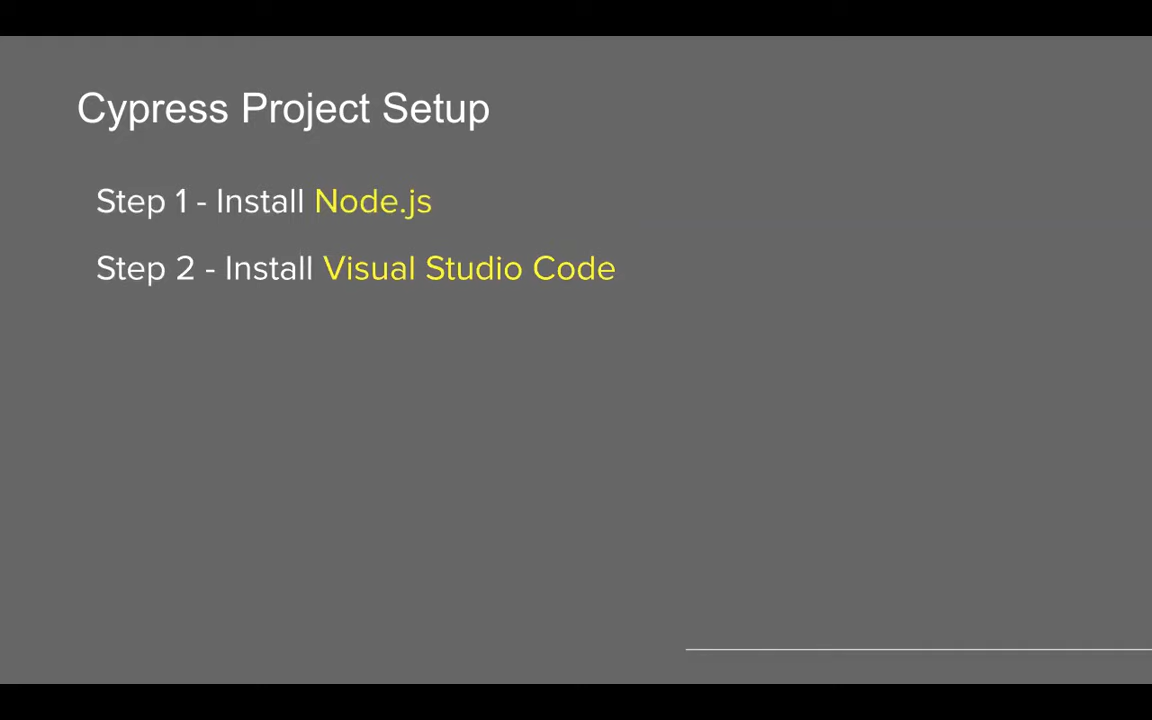 Cypress Project Setup
Step 1 - Install Node.js
Step 2 - Install Visual Studio Code